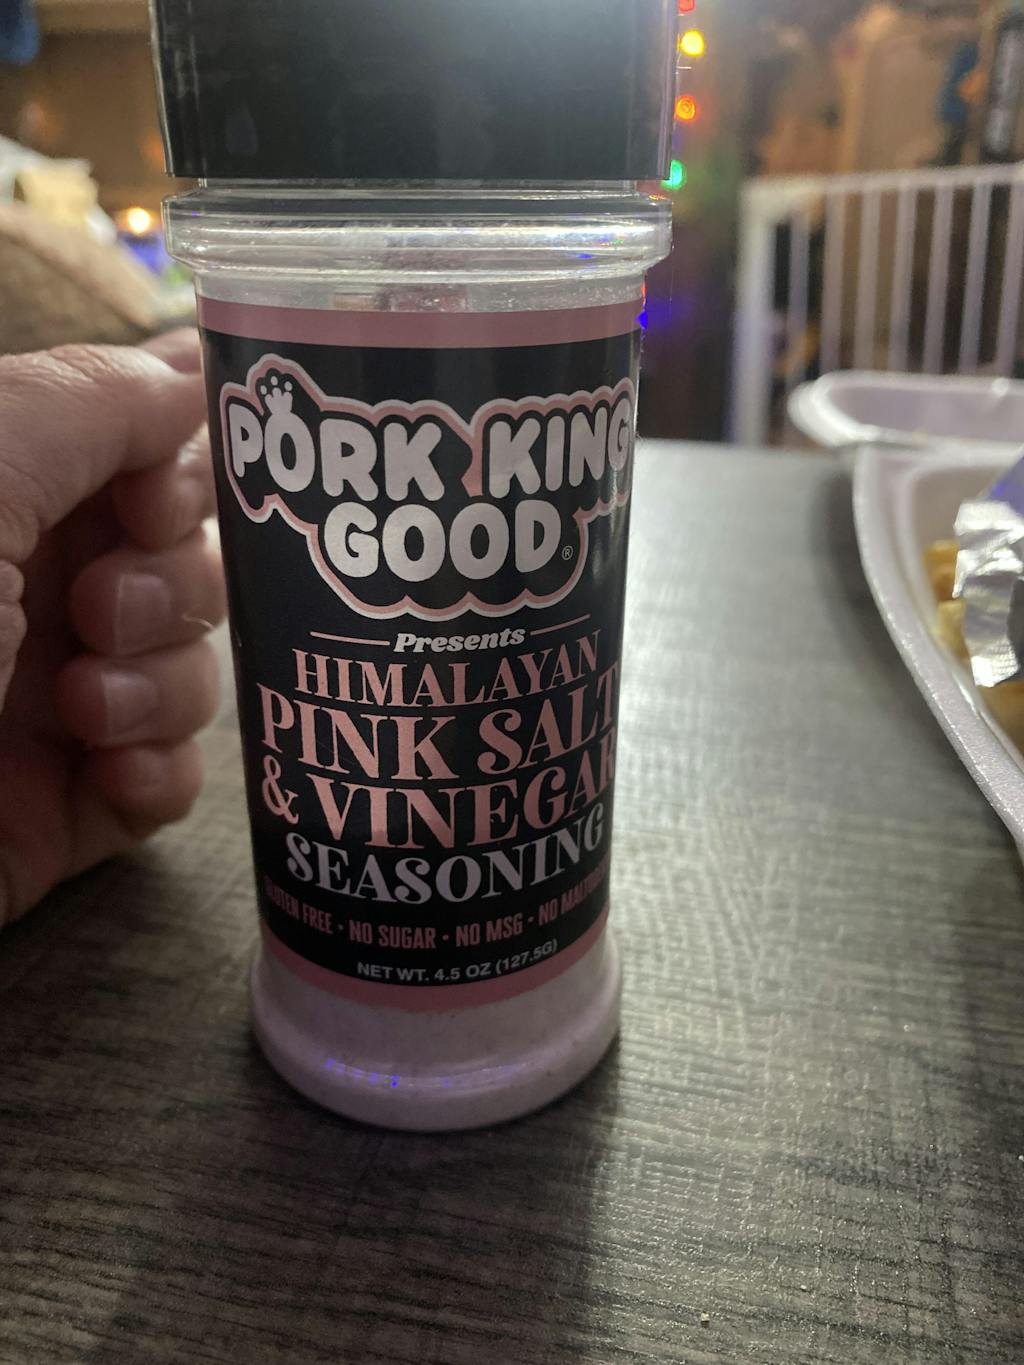 PORK KING
GOOD®
Presents
HIMALAYAN
PINK SALT
& VINEGAR
SEASONING
GLUTEN FREE • NO SUGAR • NO MSG • NO
NET WT. 4.5 OZ (127.5G)